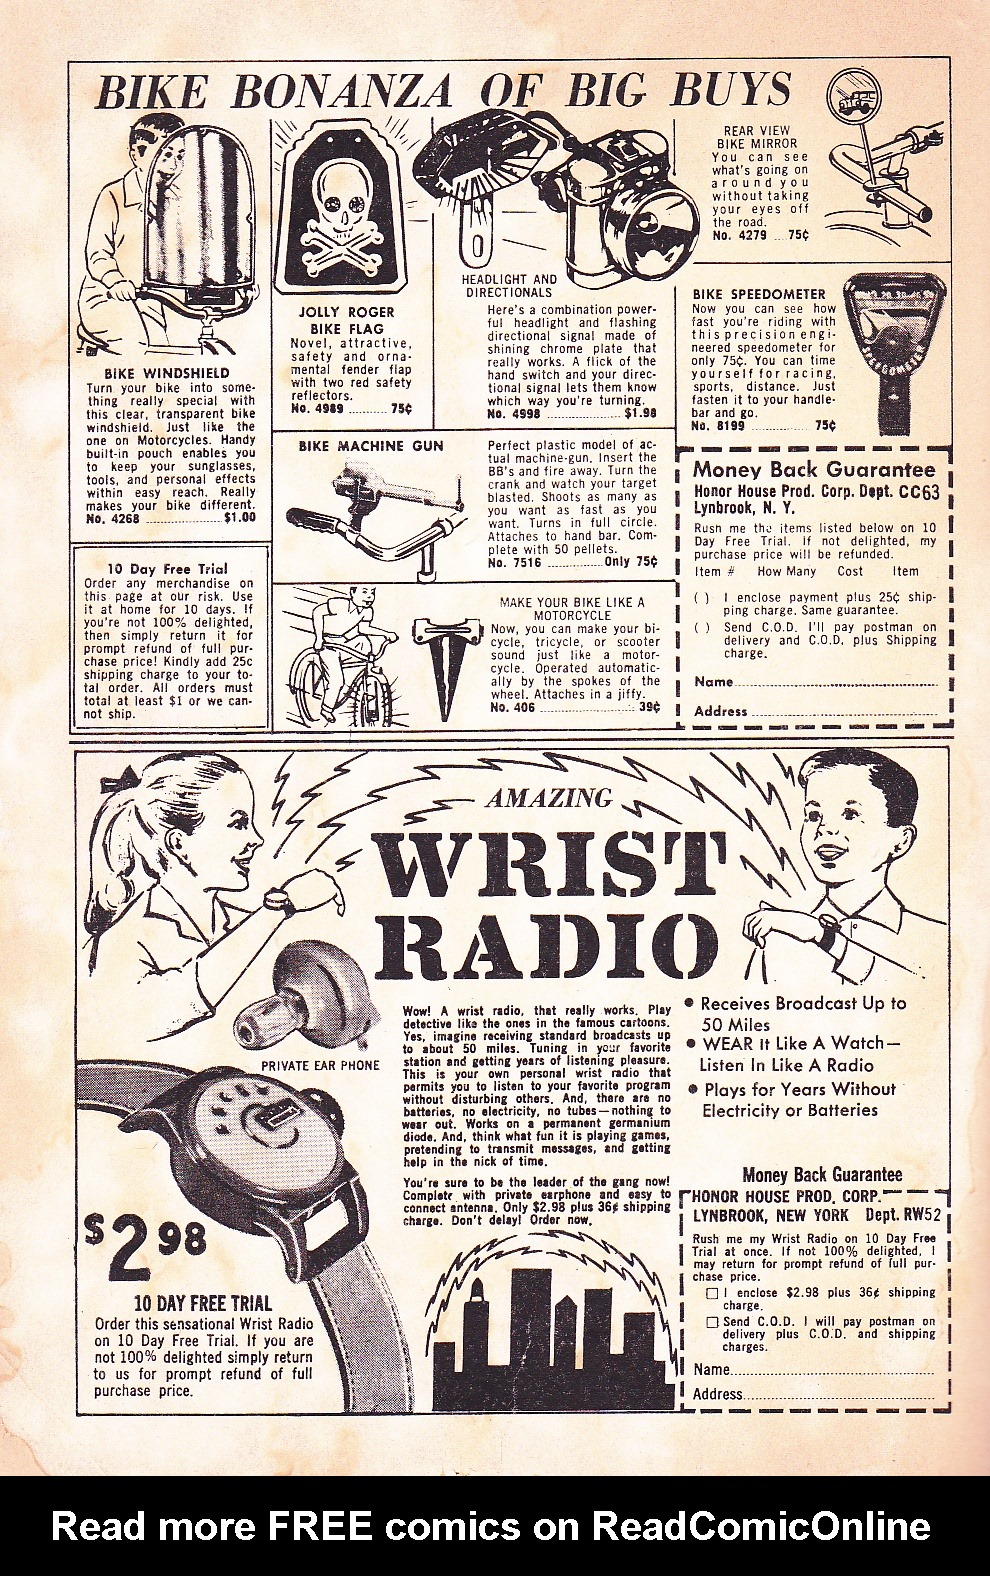 BIKE BONANZA OF BIG BUYS
BIKE WINDSHIELD
Turn your bike into some-
thing really special with
this clear, transparent bike
windshield. Just like the
one on Motorcycles. Handy
built-in pouch enables you
to keep your sunglasses,
tools, and personal effects
within easy reach. Really
makes your bike different.
No. 4268 ................ $1.00
10 Day Free Trial
Order any merchandise on
this page at our risk. Use
it at home for 10 days. If
you're not 100% delighted,
then simply return it for
prompt refund of full pur-
chase price! Kindly add 25c
shipping charge to your to-
tal order. All orders must
total at least $1 or we can-
not ship.
JOLLY ROGER
BIKE FLAG
Novel, attractive,
safety and orna-
mental fender flap
with two red safety
reflectors.
No. 4989 .......... 75¢
HEADLIGHT AND
DIRECTIONALS
Here's a combination power-
ful headlight and flashing
directional signal made of
shining chrome plate that
really works. A flick of the
hand switch and your direc-
tional signal lets them know
which way you're turning.
No. 4998 .................. $1.98
REAR VIEW
BIKE MIRROR
You can see
what's going on
around you
without taking
your eyes off
the road.
No. 4279 ... 75¢
BIKE SPEEDOMETER
Now you can see how
fast you're riding with
this precision engi-
neered speedometer for
only 75¢. You can time
yourself for racing,
sports, distance. Just
fasten it to your handle-
bar and go.
No. 8199 .............. 75¢
SPEEDOMETER
BIKE MACHINE GUN
Perfect plastic model of ac-
tual machine-gun. Insert the
BB's and fire away. Turn the
crank and watch your target
blasted. Shoots as many as
you want as fast as you
want. Turns in full circle.
Attaches to hand bar. Com-
plete with 50 pellets.
No. 7516 ............... Only 75¢
MAKE YOUR BIKE LIKE A
MOTORCYCLE
Now, you can make your bi-
cycle, tricycle, or scooter
sound just like a motor-
cycle. Operated automatic-
ally by the spokes of the
wheel. Attaches in a jiffy.
No. 406 ........................ 39¢
Money Back Guarantee
Honor House Prod. Corp. Dept. CC63
Lynbrook, N. Y.
Rush me the items listed below on 10
Day Free Trial. If not delighted, my
purchase price will be refunded.
Item # How Many Cost Item
( ) I enclose payment plus 25¢ ship-
ping charge. Same guarantee.
( ) Send C.O.D. I'll pay postman on
delivery and C.O.D. plus Shipping
charge.
Name..........................................
Address ......................................
AMAZING
WRIST
RADIO
PRIVATE EAR PHONE
Wow! A wrist radio, that really works. Play
detective like the ones in the famous cartoons.
Yes, imagine receiving standard broadcasts up
to about 50 miles. Tuning in your favorite
station and getting years of listening pleasure.
This is your own personal wrist radio that
permits you to listen to your favorite program
without disturbing others. And, there are no
batteries, no electricity, no tubes—nothing to
wear out. Works on a permanent germanium
diode. And, think what fun it is playing games,
pretending to transmit messages, and getting
help in the nick of time.
You're sure to be the leader of the gang now!
Complete with private earphone and easy to
connect antenna. Only $2.98 plus 36¢ shipping
charge. Don't delay! Order now.
• Receives Broadcast Up to
50 Miles
• WEAR It Like A Watch—
Listen In Like A Radio
• Plays for Years Without
Electricity or Batteries
$2.98
10 DAY FREE TRIAL
Order this sensational Wrist Radio
on 10 Day Free Trial. If you are
not 100% delighted simply return
to us for prompt refund of full
purchase price.
Money Back Guarantee
HONOR HOUSE PROD. CORP.
LYNBROOK, NEW YORK Dept. RW52
Rush me my Wrist Radio on 10 Day Free
Trial at once. If not 100% delighted, I
may return for prompt refund of full pur-
chase price.
☐ I enclose $2.98 plus 36¢ shipping
charge.
☐ Send C.O.D. I will pay postman on
delivery plus C.O.D. and shipping
charges.
Name..........................................
Address.......................................
Read more FREE comics on ReadComicOnline